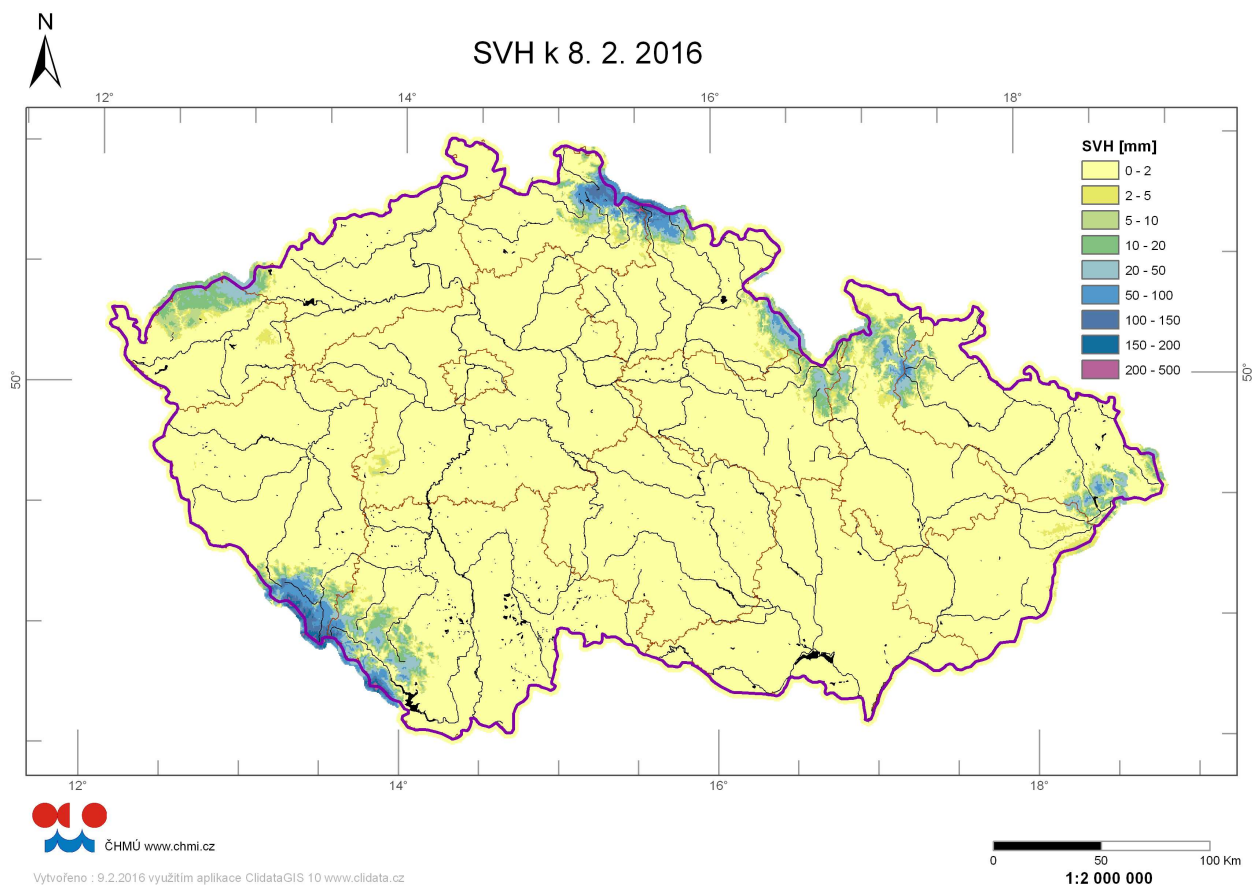 N
SVH k 8. 2. 2016
12° 14° 16° 18°
SVH [mm]
0 - 2
2 - 5
5 - 10
10 - 20
20 - 50
50 - 100
100 - 150
150 - 200
200 - 500
50° 50°
12° 14° 16° 18°
ČHMÚ www.chmi.cz
0 50 100 Km
1:2 000 000
Vytvořeno : 9.2.2016 využitím aplikace ClidataGIS 10 www.clidata.cz